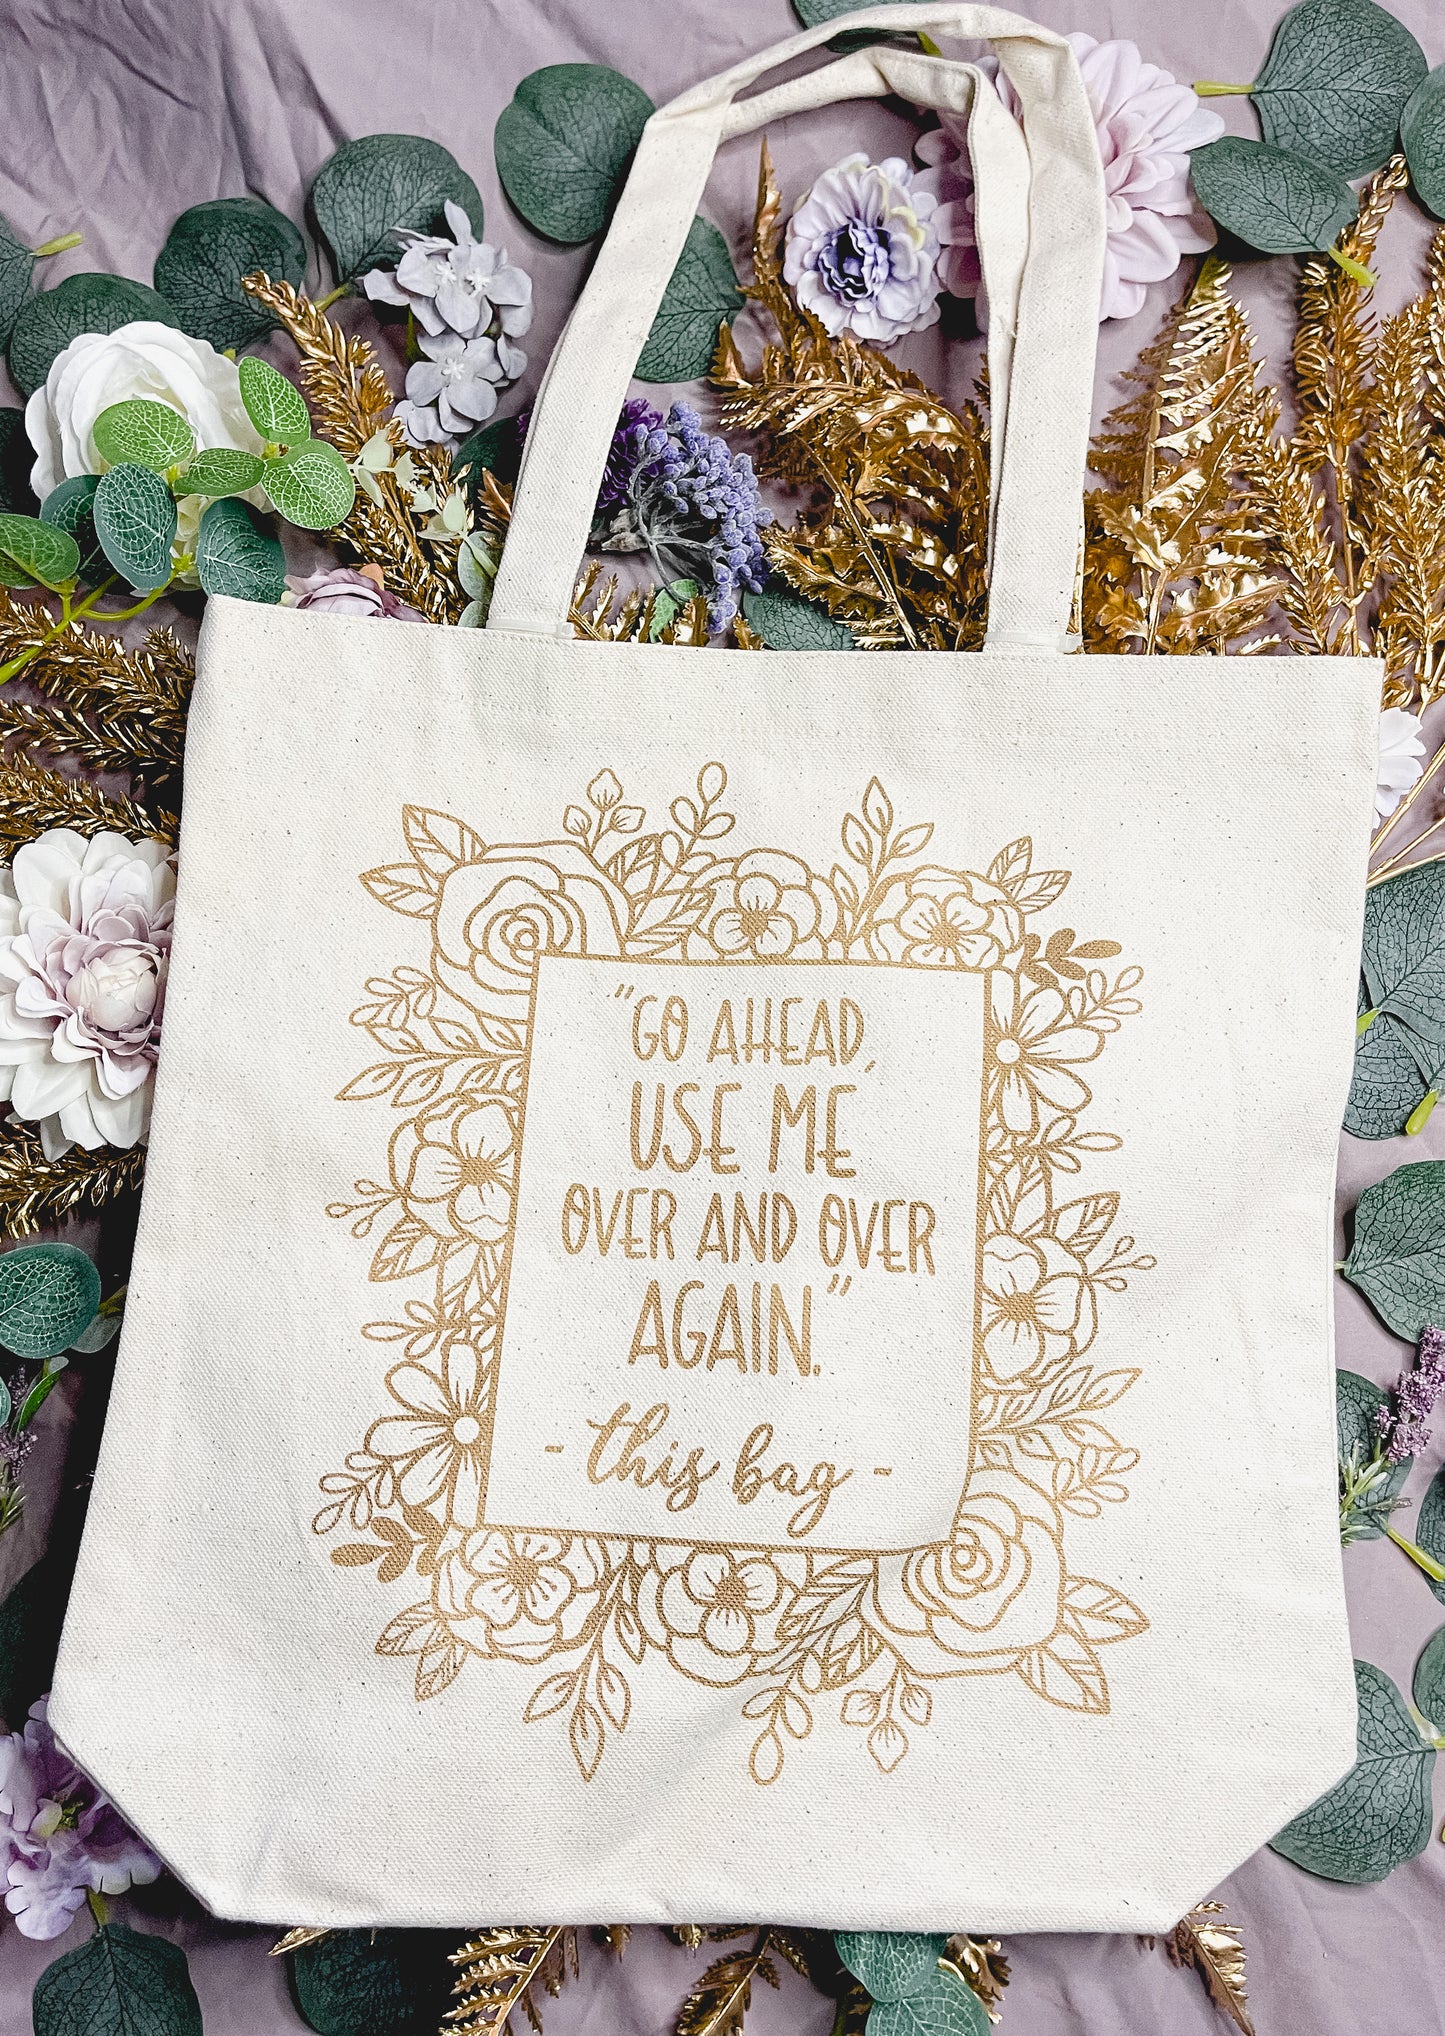 "GO AHEAD,
USE ME
OVER AND OVER
AGAIN."
- this bag -